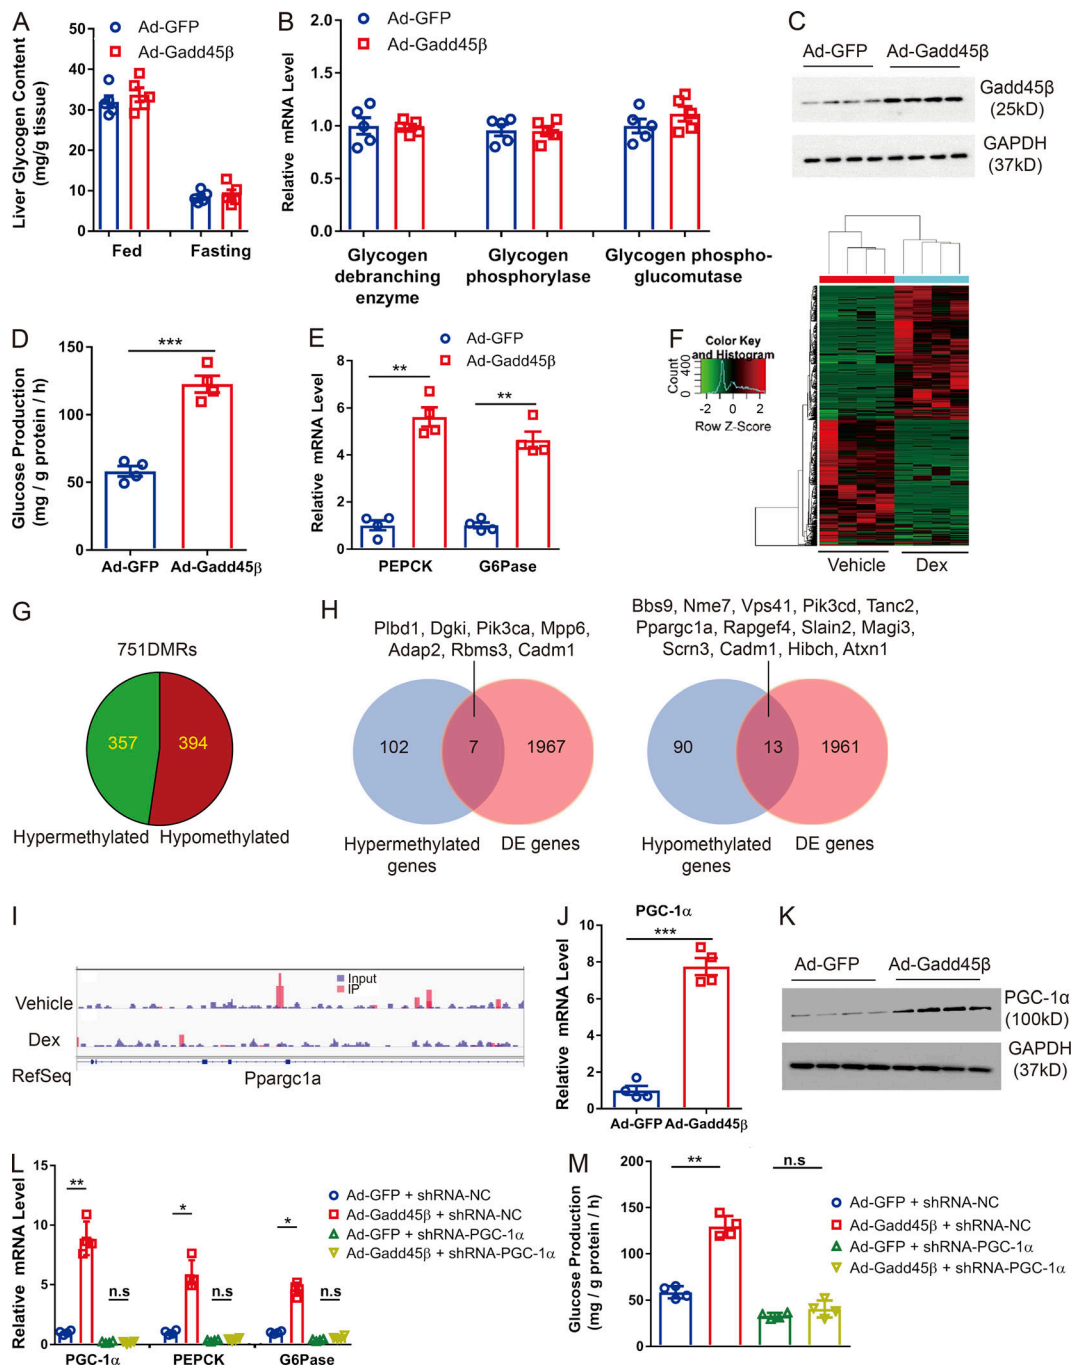 A
Liver Glycogen Content
(mg/g tissue)
50
40
30
20
10
0
Ad-GFP
Ad-Gadd45β
Fed
Fasting
B
Relative mRNA Level
2.0
1.5
1.0
0.5
0.0
Ad-GFP
Ad-Gadd45β
Glycogen
debranching
enzyme
Glycogen
phosphorylase
Glycogen phospho-
glucomutase
C
Ad-GFP
Ad-Gadd45β
Gadd45β
(25kD)
GAPDH
(37kD)
D
Glucose Production
(mg / g protein / h)
150
100
50
0
***
Ad-GFP
Ad-Gadd45β
E
Relative mRNA Level
8
6
4
2
0
Ad-GFP
Ad-Gadd45β
**
**
PEPCK
G6Pase
F
Color Key
and Histogram
Count
0
400
-2
0
2
Row Z-Score
Vehicle
Dex
G
751DMRs
357
394
Hypermethylated
Hypomethylated
H
Plbd1, Dgki, Pik3ca, Mpp6,
Adap2, Rbms3, Cadm1
102
7
1967
Hypermethylated
genes
DE genes
Bbs9, Nme7, Vps41, Pik3cd, Tanc2,
Ppargc1a, Rapgef4, Slain2, Magi3,
Scrn3, Cadm1, Hibch, Atxn1
90
13
1961
Hypomethylated
genes
DE genes
I
Input
IP
Vehicle
Dex
RefSeq
Ppargc1a
J
PGC-1α
Relative mRNA Level
10
8
6
4
2
0
***
Ad-GFP
Ad-Gadd45β
K
Ad-GFP
Ad-Gadd45β
PGC-1α
(100kD)
GAPDH
(37kD)
L
Relative mRNA Level
15
10
5
0
**
n.s
*
n.s
*
n.s
PGC-1α
PEPCK
G6Pase
Ad-GFP + shRNA-NC
Ad-Gadd45β + shRNA-NC
Ad-GFP + shRNA-PGC-1α
Ad-Gadd45β + shRNA-PGC-1α
M
Glucose Production
(mg / g protein / h)
200
150
100
50
0
**
n.s
Ad-GFP + shRNA-NC
Ad-Gadd45β + shRNA-NC
Ad-GFP + shRNA-PGC-1α
Ad-Gadd45β + shRNA-PGC-1α